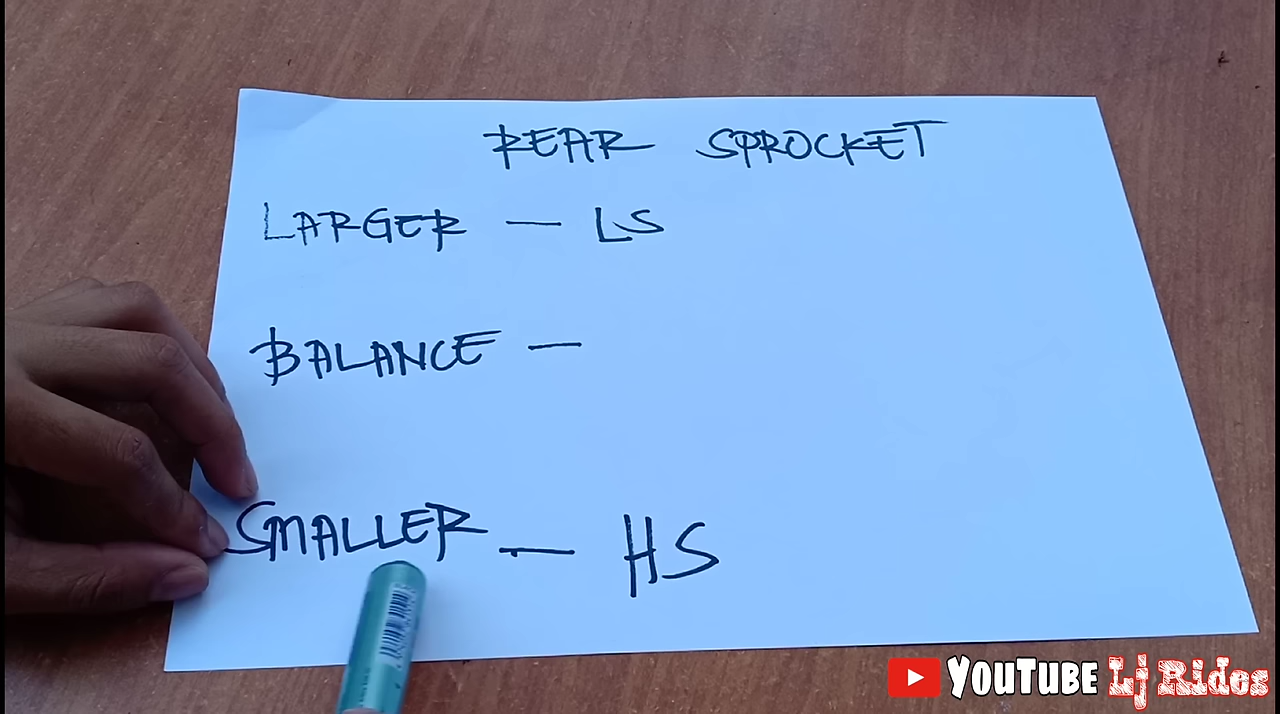 REAR SPROCKET
LARGER — LS
BALANCE —
SMALLER — HS
YOUTUBE Lj Rides